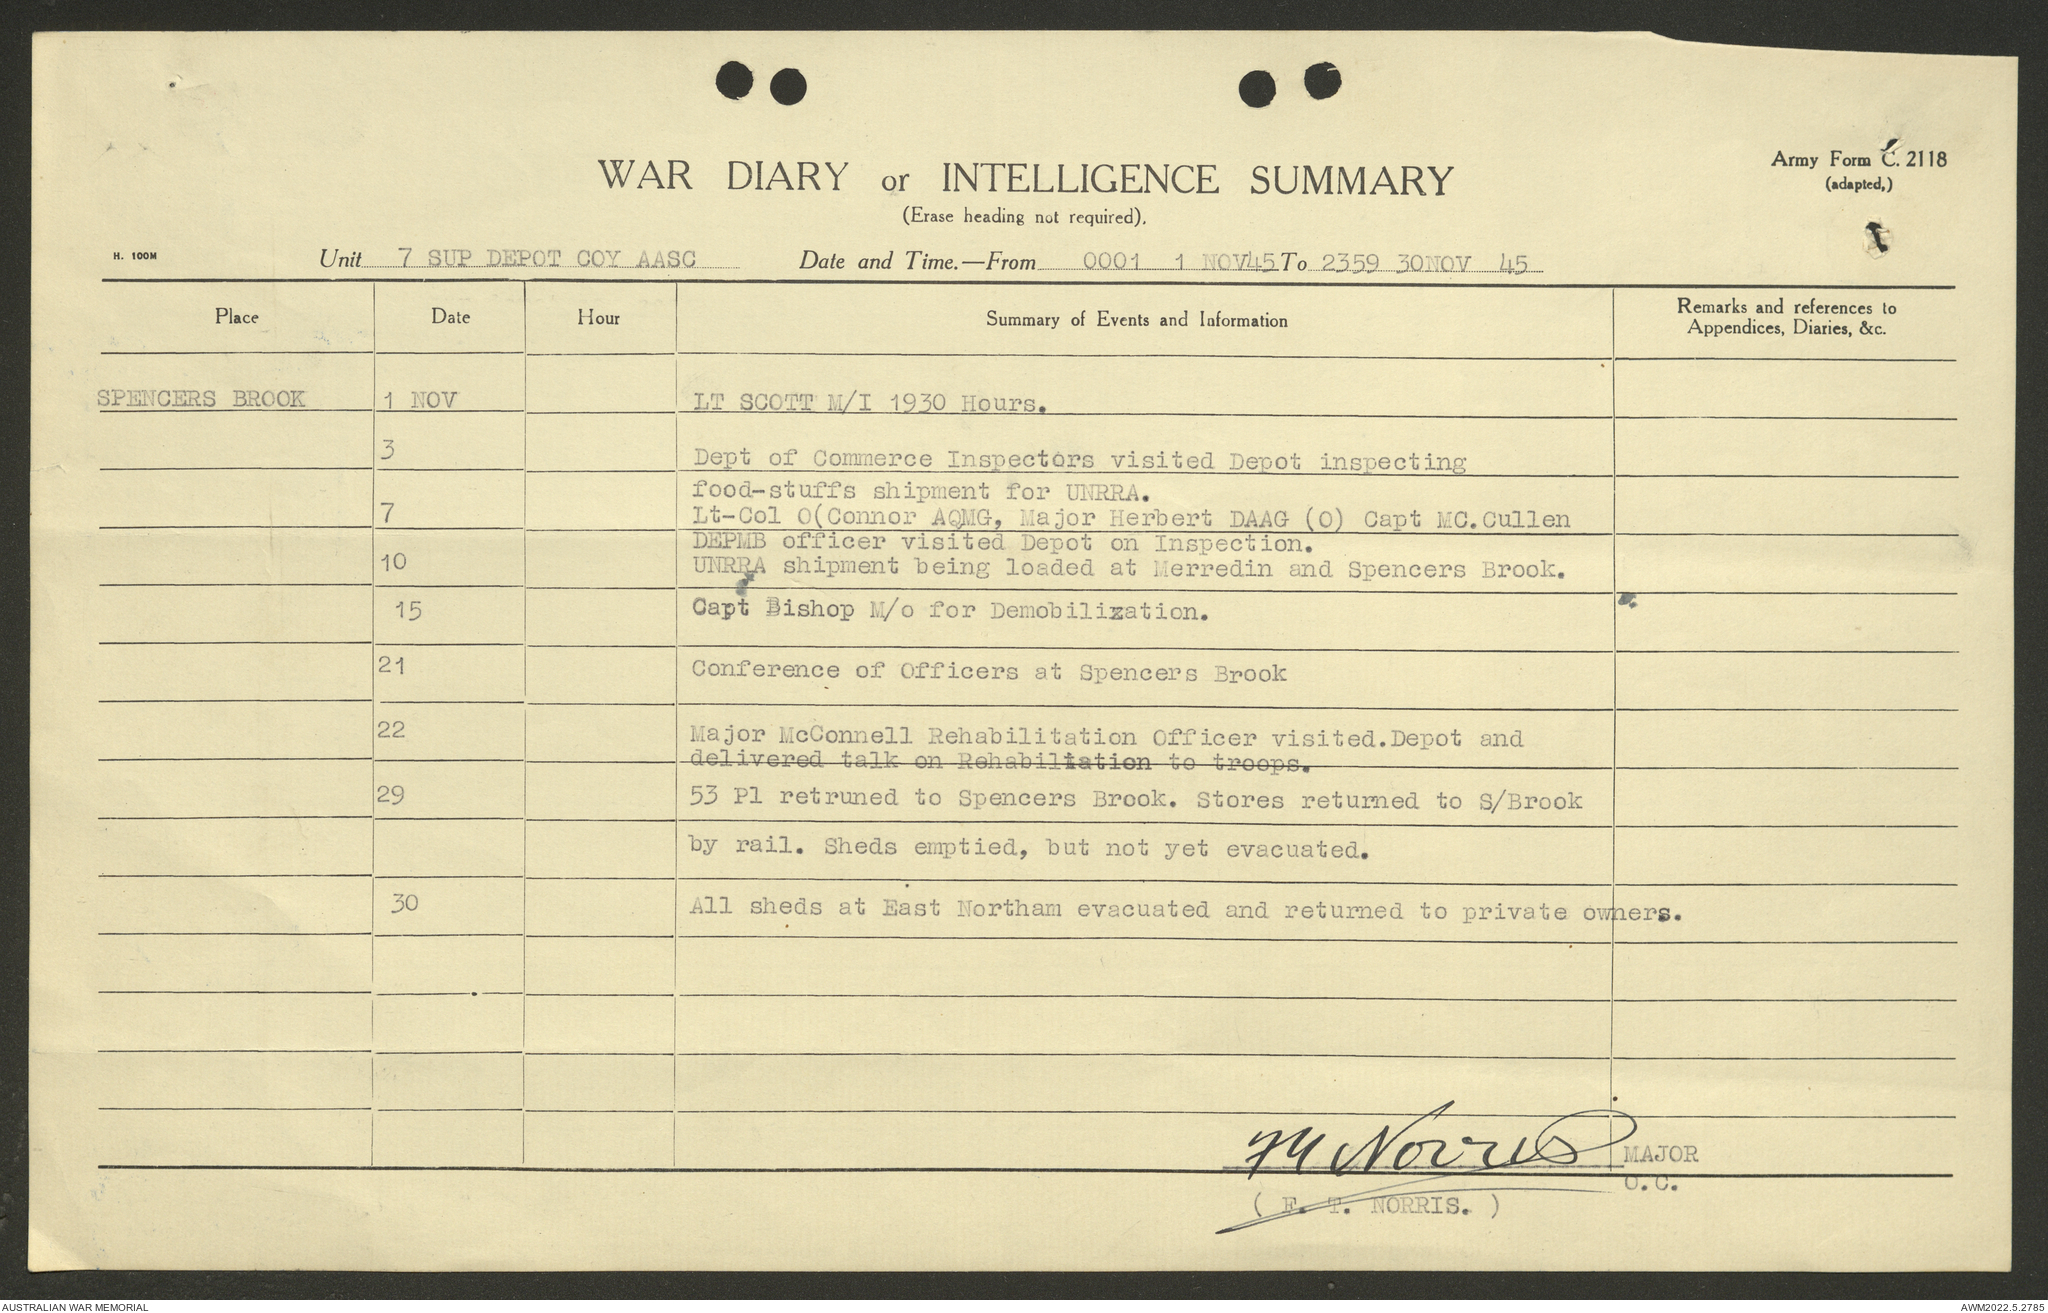 Army Form C. 2118
(adapted,)
WAR DIARY or INTELLIGENCE SUMMARY
(Erase heading not required).
1
H. 100M
Unit 7 SUP DEPOT COY AASC Date and Time.—From 0001 1 NOV45 To 2359 30NOV 45
Place Date Hour Summary of Events and Information Remarks and references to
Appendices, Diaries, &c.
SPENCERS BROOK 1 NOV LT SCOTT M/I 1930 Hours.
3 Dept of Commerce Inspectors visited Depot inspecting
food-stuffs shipment for UNRRA.
7 Lt-Col O(Connor AQMG, Major Herbert DAAG (O) Capt MC.Cullen
DEPMB officer visited Depot on Inspection.
10 UNRRA shipment being loaded at Merredin and Spencers Brook.
15 Capt Bishop M/o for Demobilization.
21 Conference of Officers at Spencers Brook
22 Major McConnell Rehabilitation Officer visited.Depot and
delivered talk on Rehabiltation to troops.
29 53 Pl retruned to Spencers Brook. Stores returned to S/Brook
by rail. Sheds emptied, but not yet evacuated.
30 All sheds at East Northam evacuated and returned to private owners.
Norris MAJOR
O.C.
( F. T. NORRIS. )
AUSTRALIAN WAR MEMORIAL AWM2022.5.2785